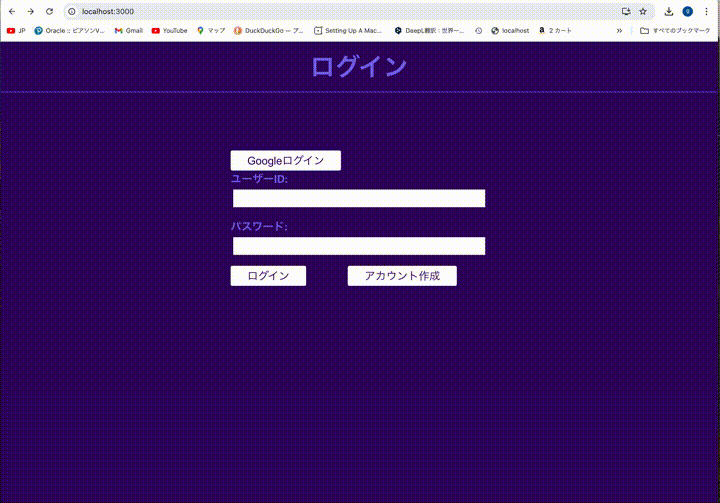 localhost:3000
JP Oracle :: ピアソンV... Gmail YouTube マップ DuckDuckGo — プ... Setting Up A Mac... DeepL翻訳：世界一... localhost 2 カート » すべてのブックマーク
ログイン
Googleログイン
ユーザーID:
パスワード:
ログイン アカウント作成